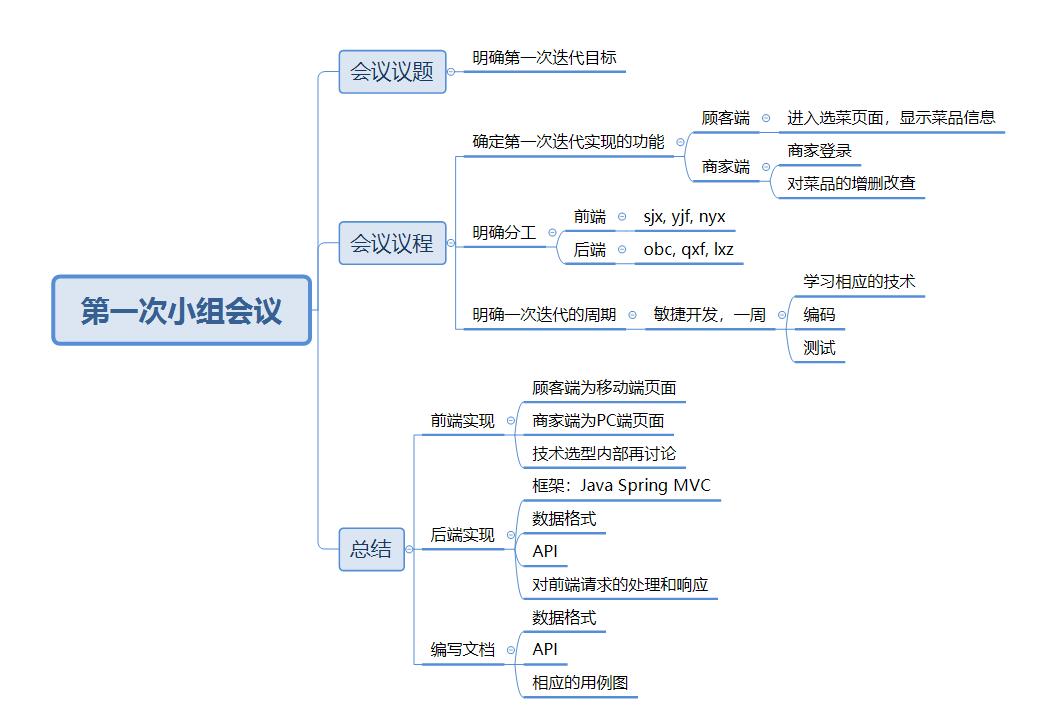 第一次小组会议
会议议题
明确第一次迭代目标
会议议程
确定第一次迭代实现的功能
顾客端
进入选菜页面，显示菜品信息
商家端
商家登录
对菜品的增删改查
明确分工
前端
sjx, yjf, nyx
后端
obc, qxf, lxz
明确一次迭代的周期
敏捷开发，一周
学习相应的技术
编码
测试
总结
前端实现
顾客端为移动端页面
商家端为PC端页面
技术选型内部再讨论
后端实现
框架：Java Spring MVC
数据格式
API
对前端请求的处理和响应
编写文档
数据格式
API
相应的用例图